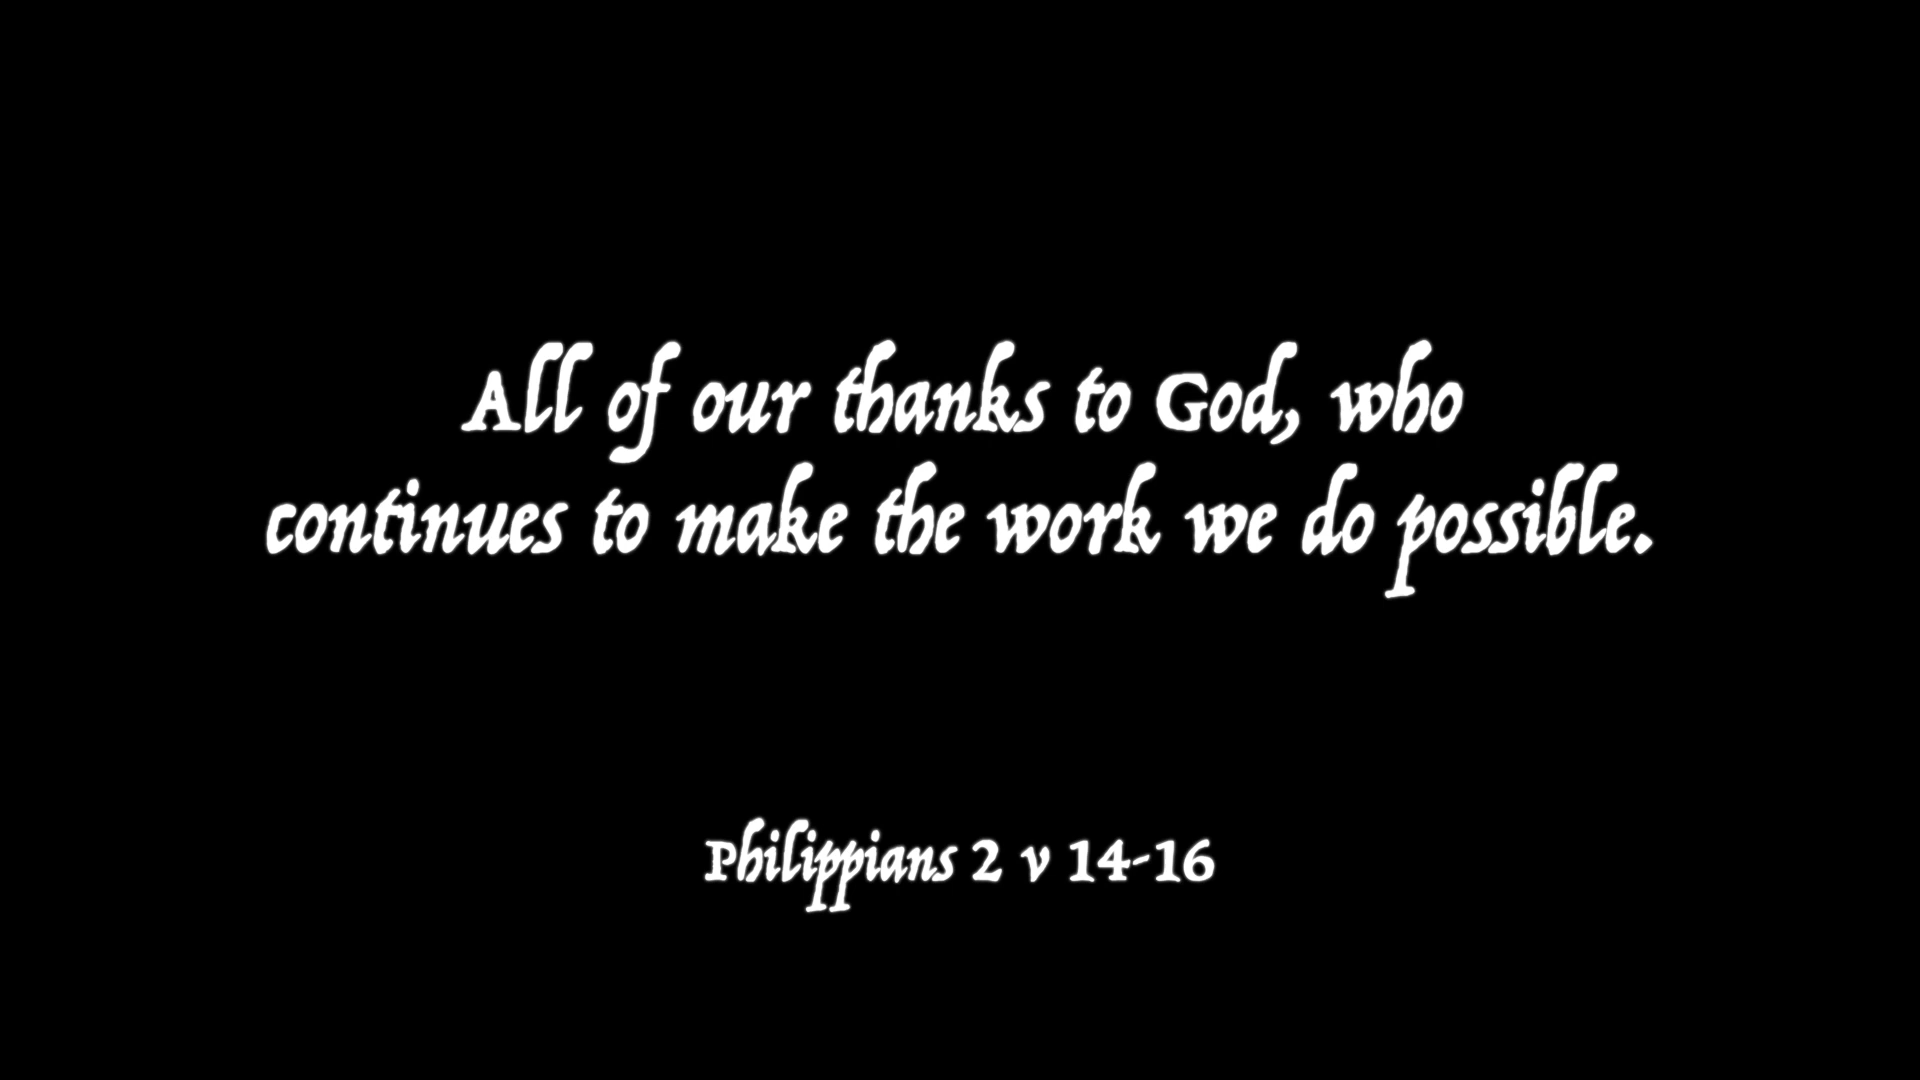 All of our thanks to God, who
continues to make the work we do possible.
Philippians 2 v 14-16